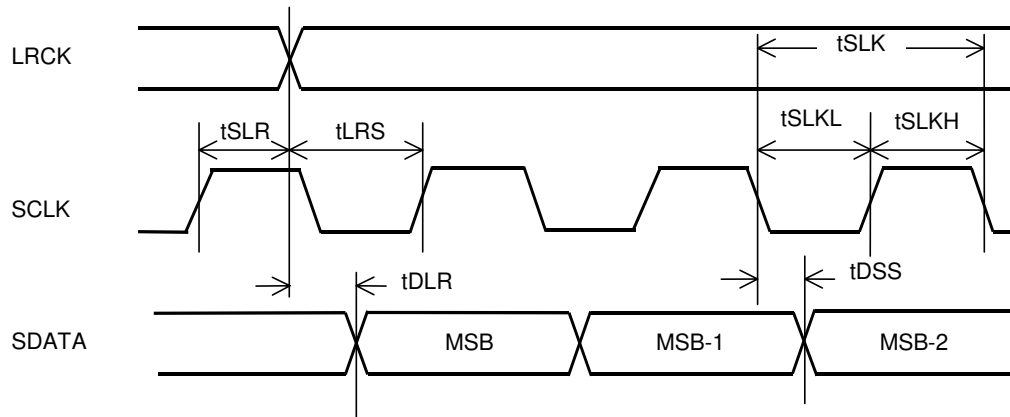 LRCK
tSLK
tSLR
tLRS
tSLKL
tSLKH
SCLK
tDLR
tDSS
SDATA
MSB
MSB-1
MSB-2